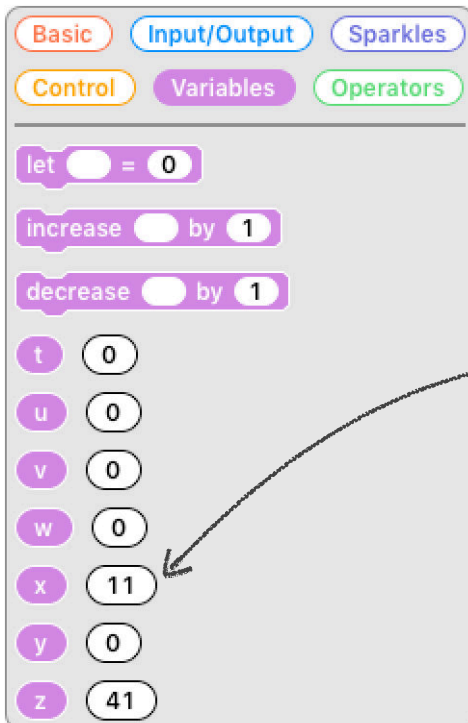 Basic Input/Output Sparkles
Control Variables Operators
let = 0
increase by 1
decrease by 1
t 0
u 0
v 0
w 0
x 11
y 0
z 41